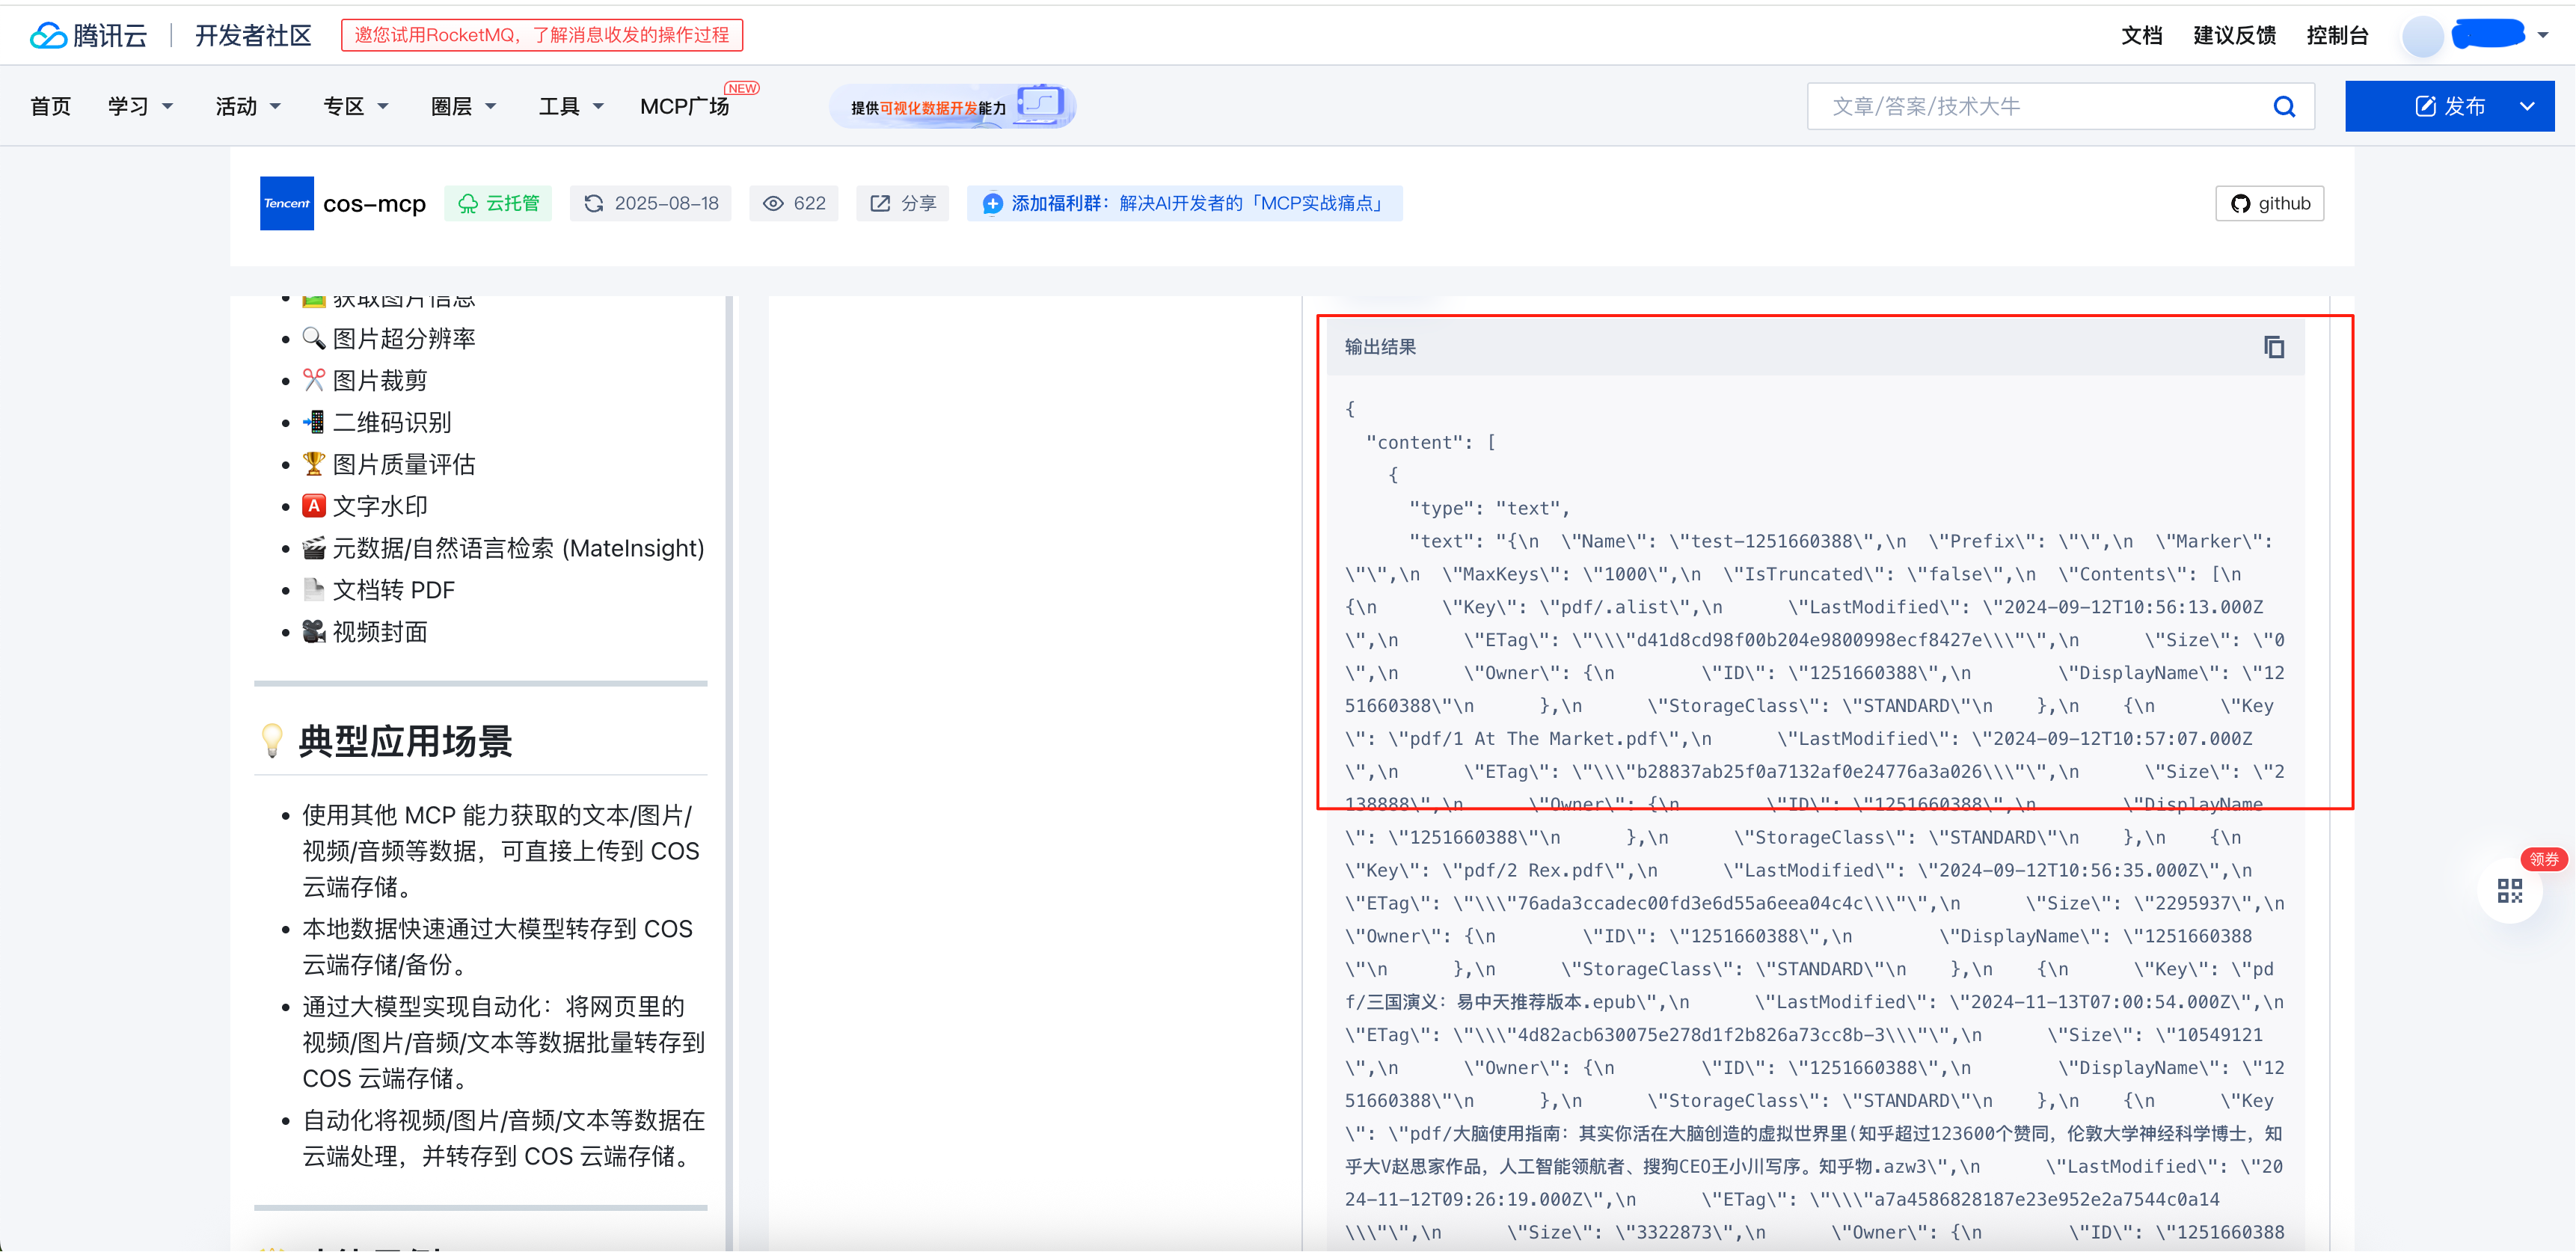 腾讯云 开发者社区 邀您试用RocketMQ，了解消息收发的操作过程 文档 建议反馈 控制台
首页 学习 活动 专区 圈层 工具 MCP广场 NEW 提供可视化数据开发能力 文章/答案/技术大牛 发布
Tencent cos-mcp 云托管 2025-08-18 622 分享 添加福利群：解决AI开发者的「MCP实战痛点」 github
获取图片信息
图片超分辨率
图片裁剪
二维码识别
图片质量评估
A 文字水印
元数据/自然语言检索 (MateInsight)
文档转 PDF
视频封面
典型应用场景
使用其他 MCP 能力获取的文本/图片/
视频/音频等数据，可直接上传到 COS
云端存储。
本地数据快速通过大模型转存到 COS
云端存储/备份。
通过大模型实现自动化：将网页里的
视频/图片/音频/文本等数据批量转存到
COS 云端存储。
自动化将视频/图片/音频/文本等数据在
云端处理，并转存到 COS 云端存储。
输出结果
{
"content": [
{
"type": "text",
"text": "{\n  \"Name\": \"test-1251660388\",\n  \"Prefix\": \"\",\n  \"Marker\":
\"\",\n  \"MaxKeys\": \"1000\",\n  \"IsTruncated\": \"false\",\n  \"Contents\": [\n
{\n      \"Key\": \"pdf/.alist\",\n      \"LastModified\": \"2024-09-12T10:56:13.000Z
\",\n      \"ETag\": \"\\\"d41d8cd98f00b204e9800998ecf8427e\\\"\",\n      \"Size\": \"0
\",\n      \"Owner\": {\n        \"ID\": \"1251660388\",\n        \"DisplayName\": \"12
51660388\"\n      },\n      \"StorageClass\": \"STANDARD\"\n    },\n    {\n      \"Key
\": \"pdf/1 At The Market.pdf\",\n      \"LastModified\": \"2024-09-12T10:57:07.000Z
\",\n      \"ETag\": \"\\\"b28837ab25f0a7132af0e24776a3a026\\\"\",\n      \"Size\": \"2
138888\",\n      \"Owner\": {\n        \"ID\": \"1251660388\",\n        \"DisplayName
\": \"1251660388\"\n      },\n      \"StorageClass\": \"STANDARD\"\n    },\n    {\n
\"Key\": \"pdf/2 Rex.pdf\",\n      \"LastModified\": \"2024-09-12T10:56:35.000Z\",\n
\"ETag\": \"\\\"76ada3ccadec00fd3e6d55a6eea04c4c\\\"\",\n      \"Size\": \"2295937\",\n
\"Owner\": {\n        \"ID\": \"1251660388\",\n        \"DisplayName\": \"1251660388
\"\n      },\n      \"StorageClass\": \"STANDARD\"\n    },\n    {\n      \"Key\": \"pd
f/三国演义：易中天推荐版本.epub\",\n      \"LastModified\": \"2024-11-13T07:00:54.000Z\",\n
\"ETag\": \"\\\"4d82acb630075e278d1f2b826a73cc8b-3\\\"\",\n      \"Size\": \"10549121
\",\n      \"Owner\": {\n        \"ID\": \"1251660388\",\n        \"DisplayName\": \"12
51660388\"\n      },\n      \"StorageClass\": \"STANDARD\"\n    },\n    {\n      \"Key
\": \"pdf/大脑使用指南：其实你活在大脑创造的虚拟世界里(知乎超过123600个赞同，伦敦大学神经科学博士，知
乎大V赵思家作品，人工智能领航者、搜狗CEO王小川写序。知乎物.azw3\",\n      \"LastModified\": \"20
24-11-12T09:26:19.000Z\",\n      \"ETag\": \"\\\"a7a4586828187e23e952e2a7544c0a14
\\\"\",\n      \"Size\": \"3322873\",\n      \"Owner\": {\n        \"ID\": \"1251660388
领券